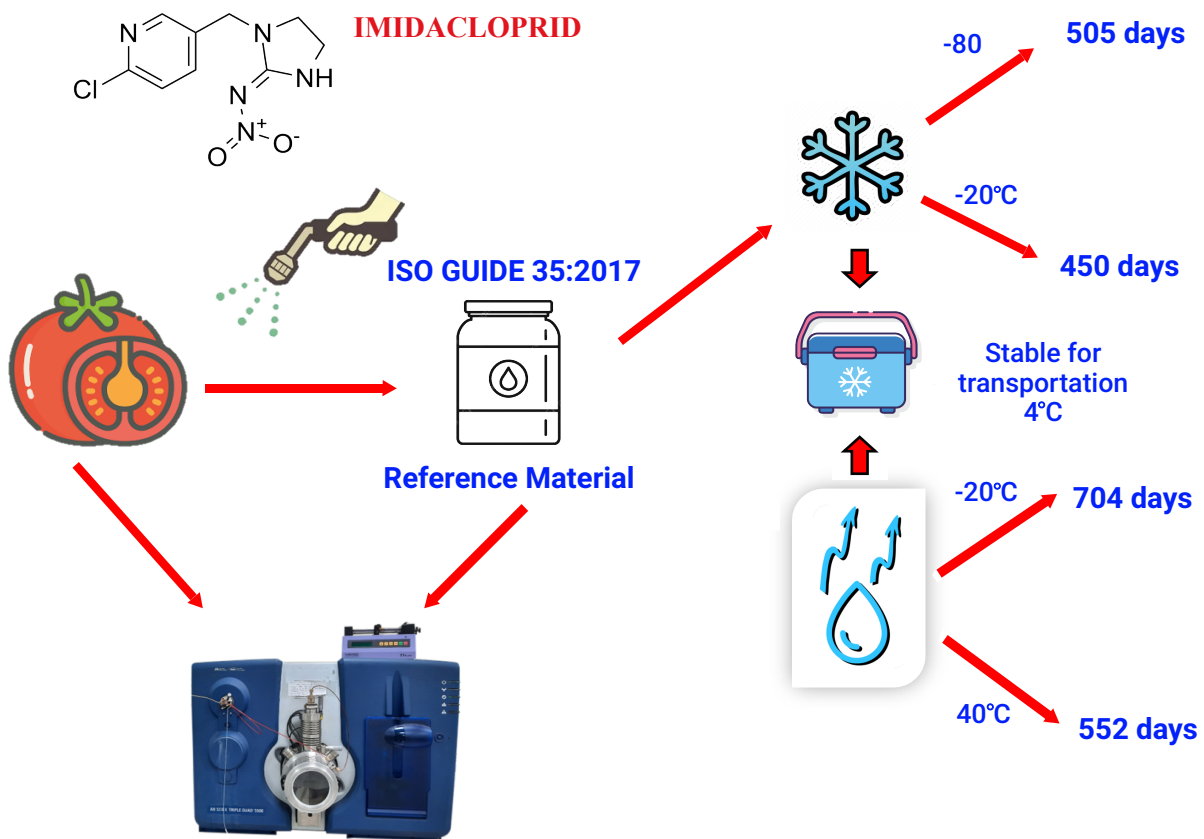 IMIDACLOPRID
N
N
Cl
N
NH
N+
O
O-
ISO GUIDE 35:2017
Reference Material
-80
505 days
-20℃
450 days
Stable for
transportation
4℃
-20℃
704 days
40℃
552 days